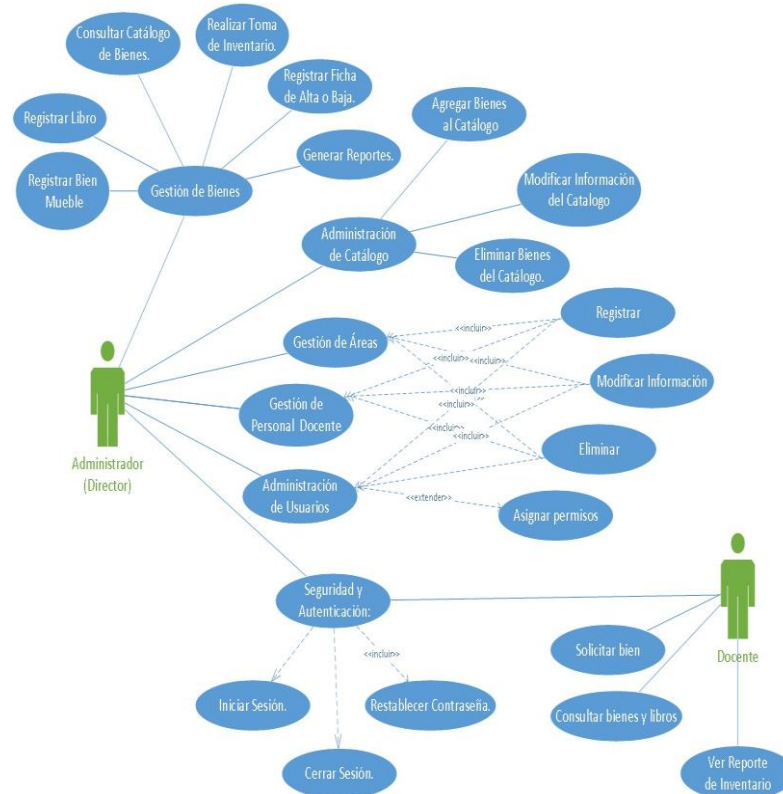 Consultar Catálogo
de Bienes.
Realizar Toma
de Inventario.
Registrar Ficha
de Alta o Baja.
Registrar Libro
Generar Reportes.
Registrar Bien
Mueble
Gestión de Bienes
Agregar Bienes
al Catálogo
Modificar Información
del Catalogo
Administración
de Catálogo
Eliminar Bienes
del Catálogo.
Registrar
<<incluir>>
Gestión de Áreas
<<incluir>>
<<incluir>>
Modificar Información
<<incluir>>
Gestión de
Personal Docente
<<incluir>>
<<incluir>>
<<incluir>>
Eliminar
Administrador
(Director)
Administración
de Usuarios
<<extender>>
Asignar permisos
Seguridad y
Autenticación:
<<incluir>>
Solicitar bien
Docente
Iniciar Sesión.
Restablecer Contraseña.
Consultar bienes y libros
Cerrar Sesión.
Ver Reporte
de Inventario